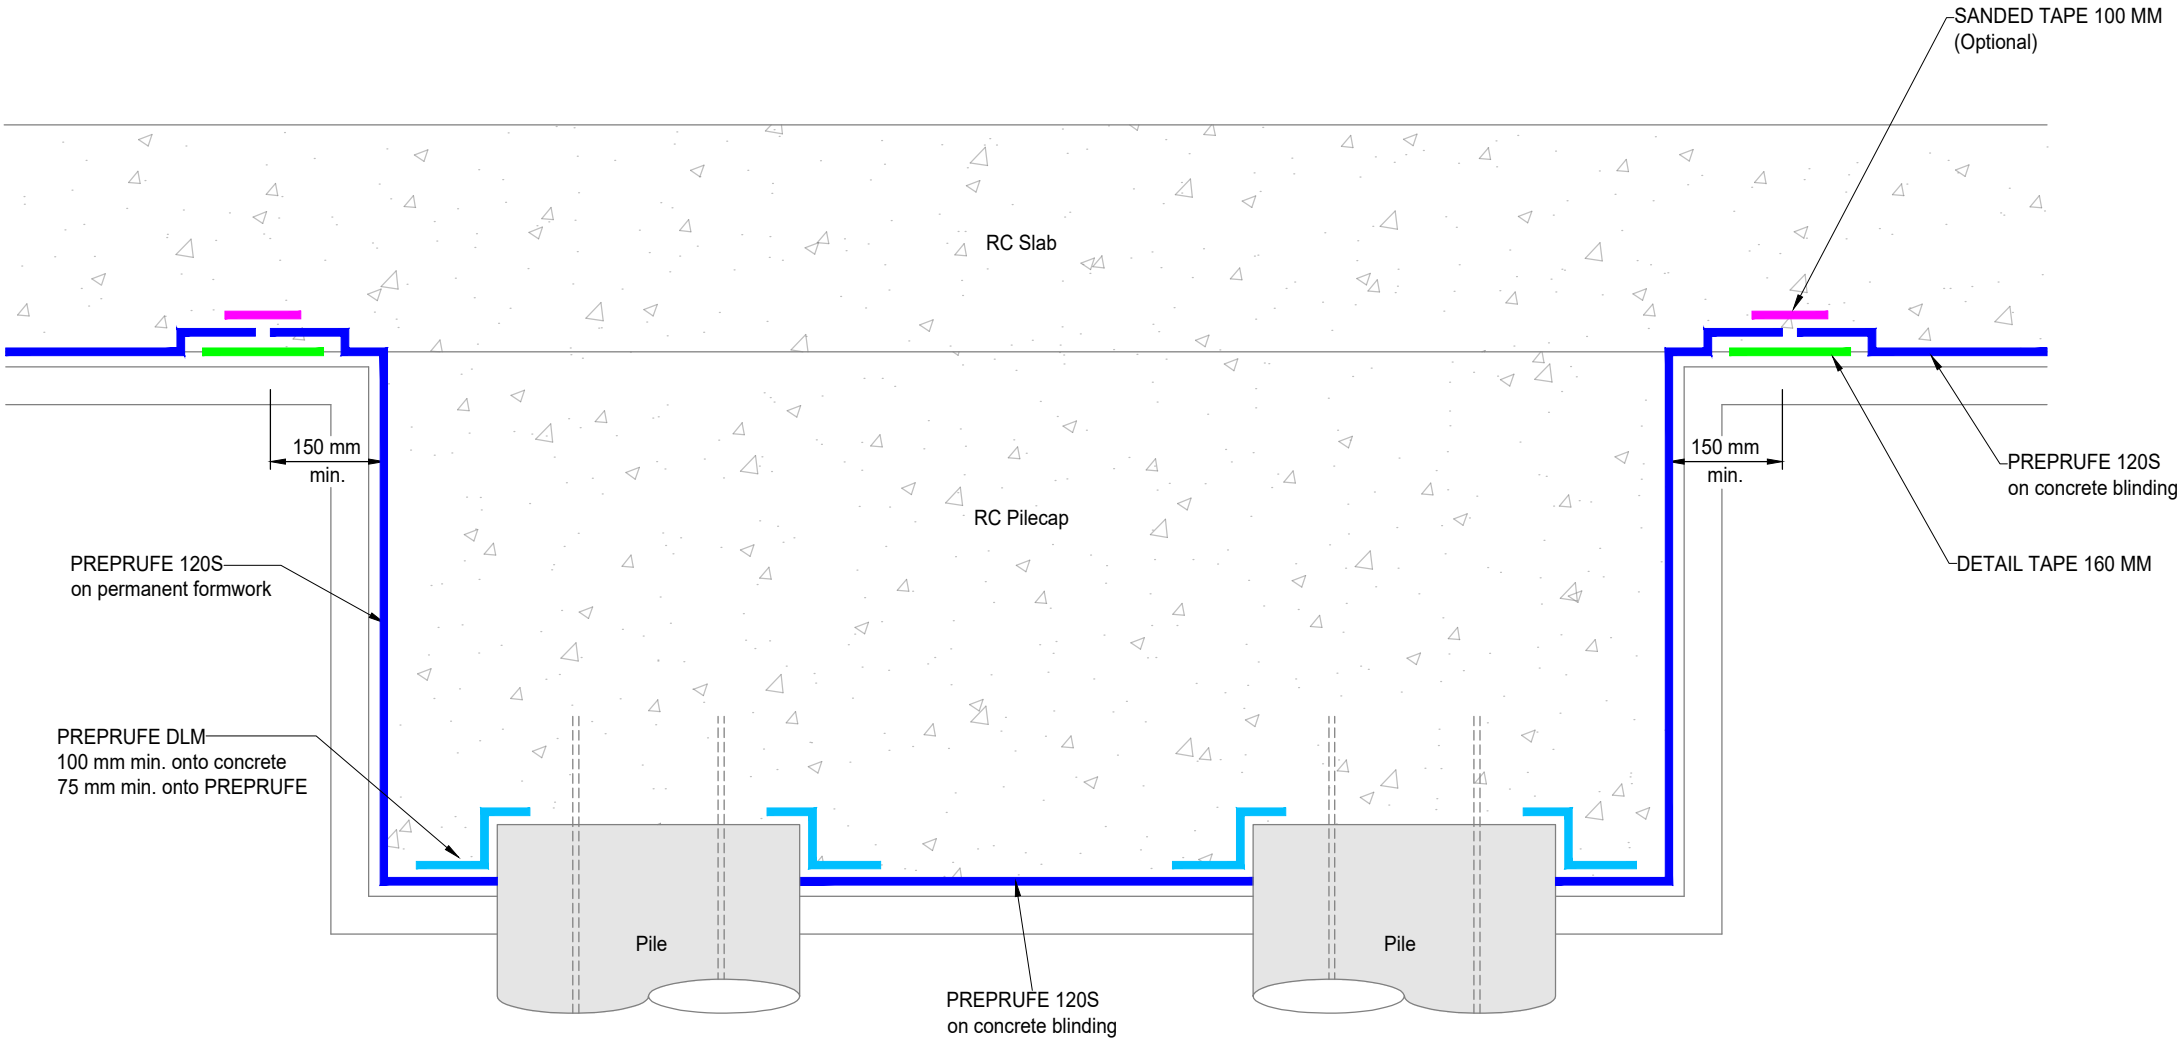 SANDED TAPE 100 MM
(Optional)
RC Slab
150 mm
min.
150 mm
min.
PREPRUFE 120S
on concrete blinding
RC Pilecap
PREPRUFE 120S
on permanent formwork
DETAIL TAPE 160 MM
PREPRUFE DLM
100 mm min. onto concrete
75 mm min. onto PREPRUFE
Pile
Pile
PREPRUFE 120S
on concrete blinding